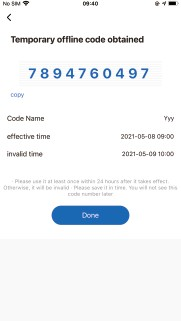 No SIM 09:40
Temporary offline code obtained
7894760497
copy
Code Name Yyy
effective time 2021-05-08 09:00
invalid time 2021-05-09 10:00
Please use it at least once within 24 hours after it takes effect.
Otherwise, it will be invalid . Please save it in time. You will not see this
code number later.
Done